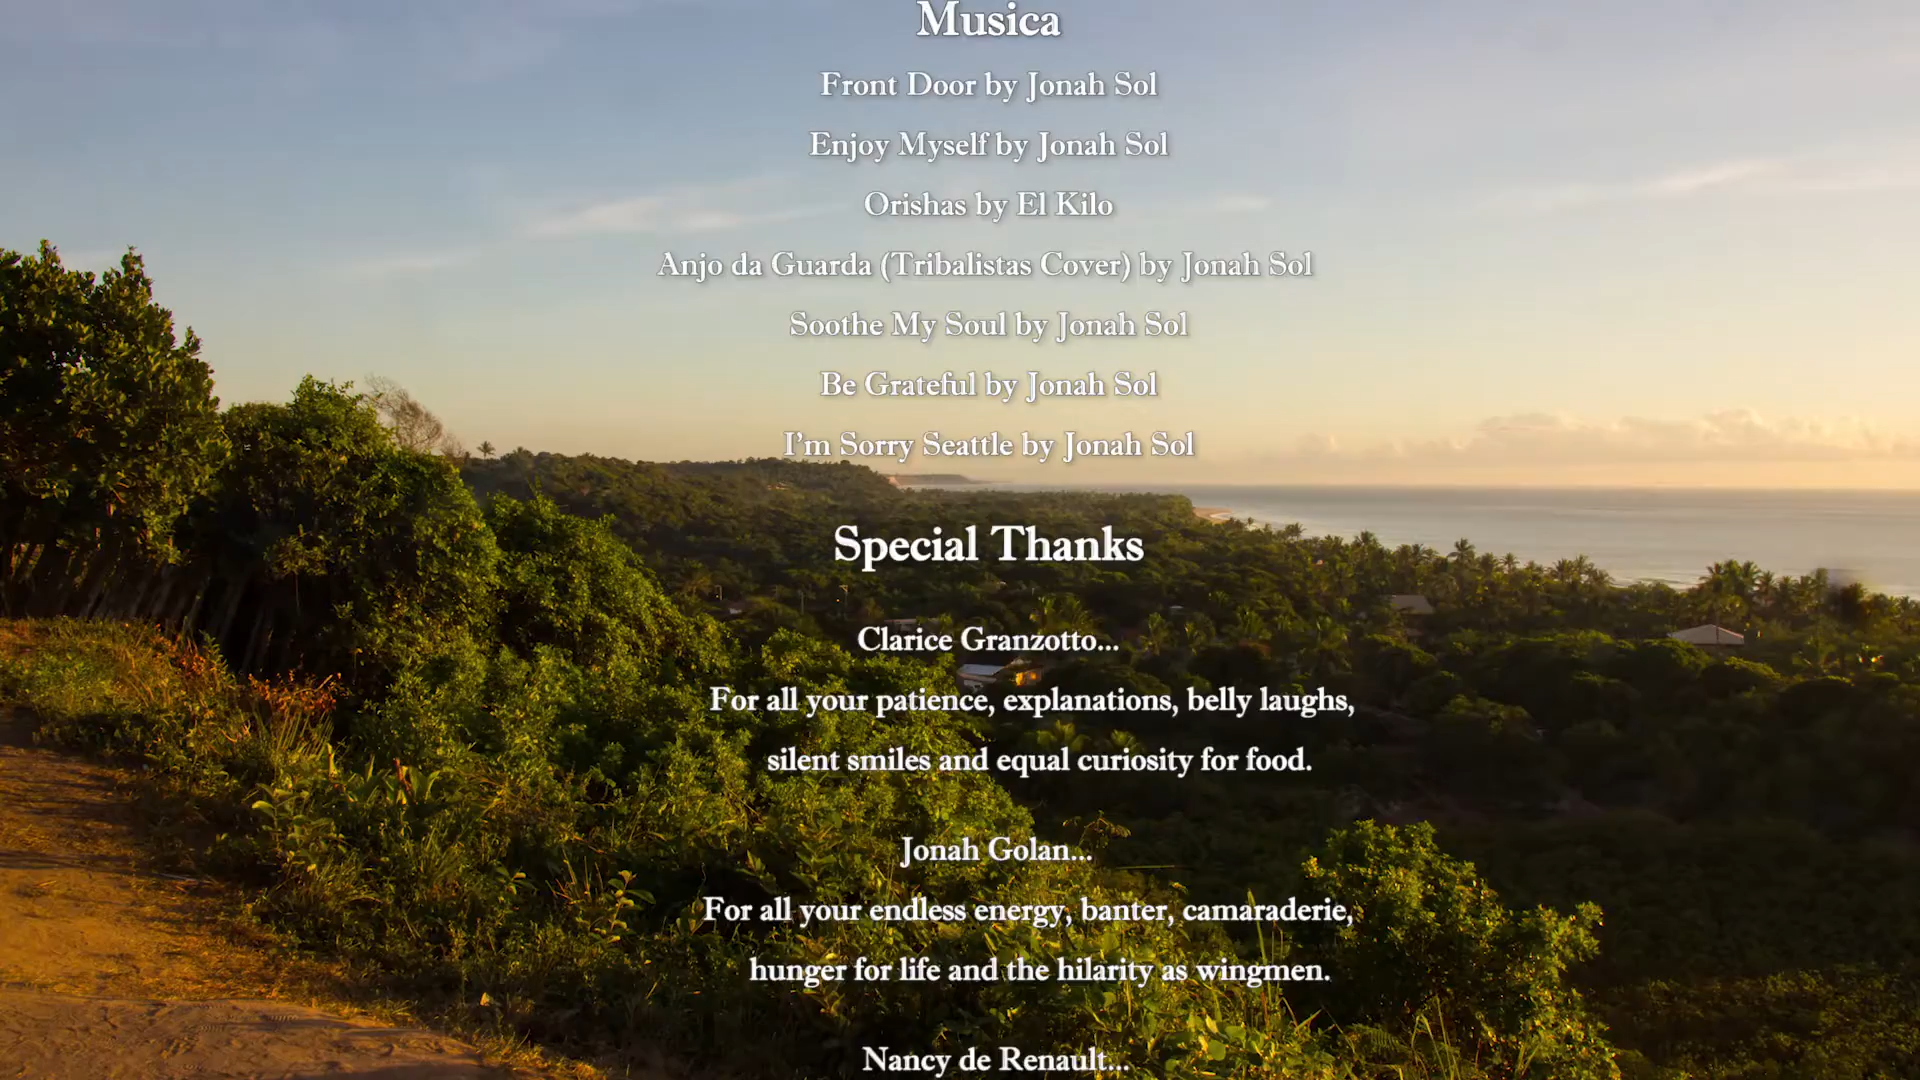 Musica
Front Door by Jonah Sol
Enjoy Myself by Jonah Sol
Orishas by El Kilo
Anjo da Guarda (Tribalistas Cover) by Jonah Sol
Soothe My Soul by Jonah Sol
Be Grateful by Jonah Sol
I'm Sorry Seattle by Jonah Sol
Special Thanks
Clarice Granzotto...
For all your patience, explanations, belly laughs,
silent smiles and equal curiosity for food.
Jonah Golan...
For all your endless energy, banter, camaraderie,
hunger for life and the hilarity as wingmen.
Nancy de Renault...